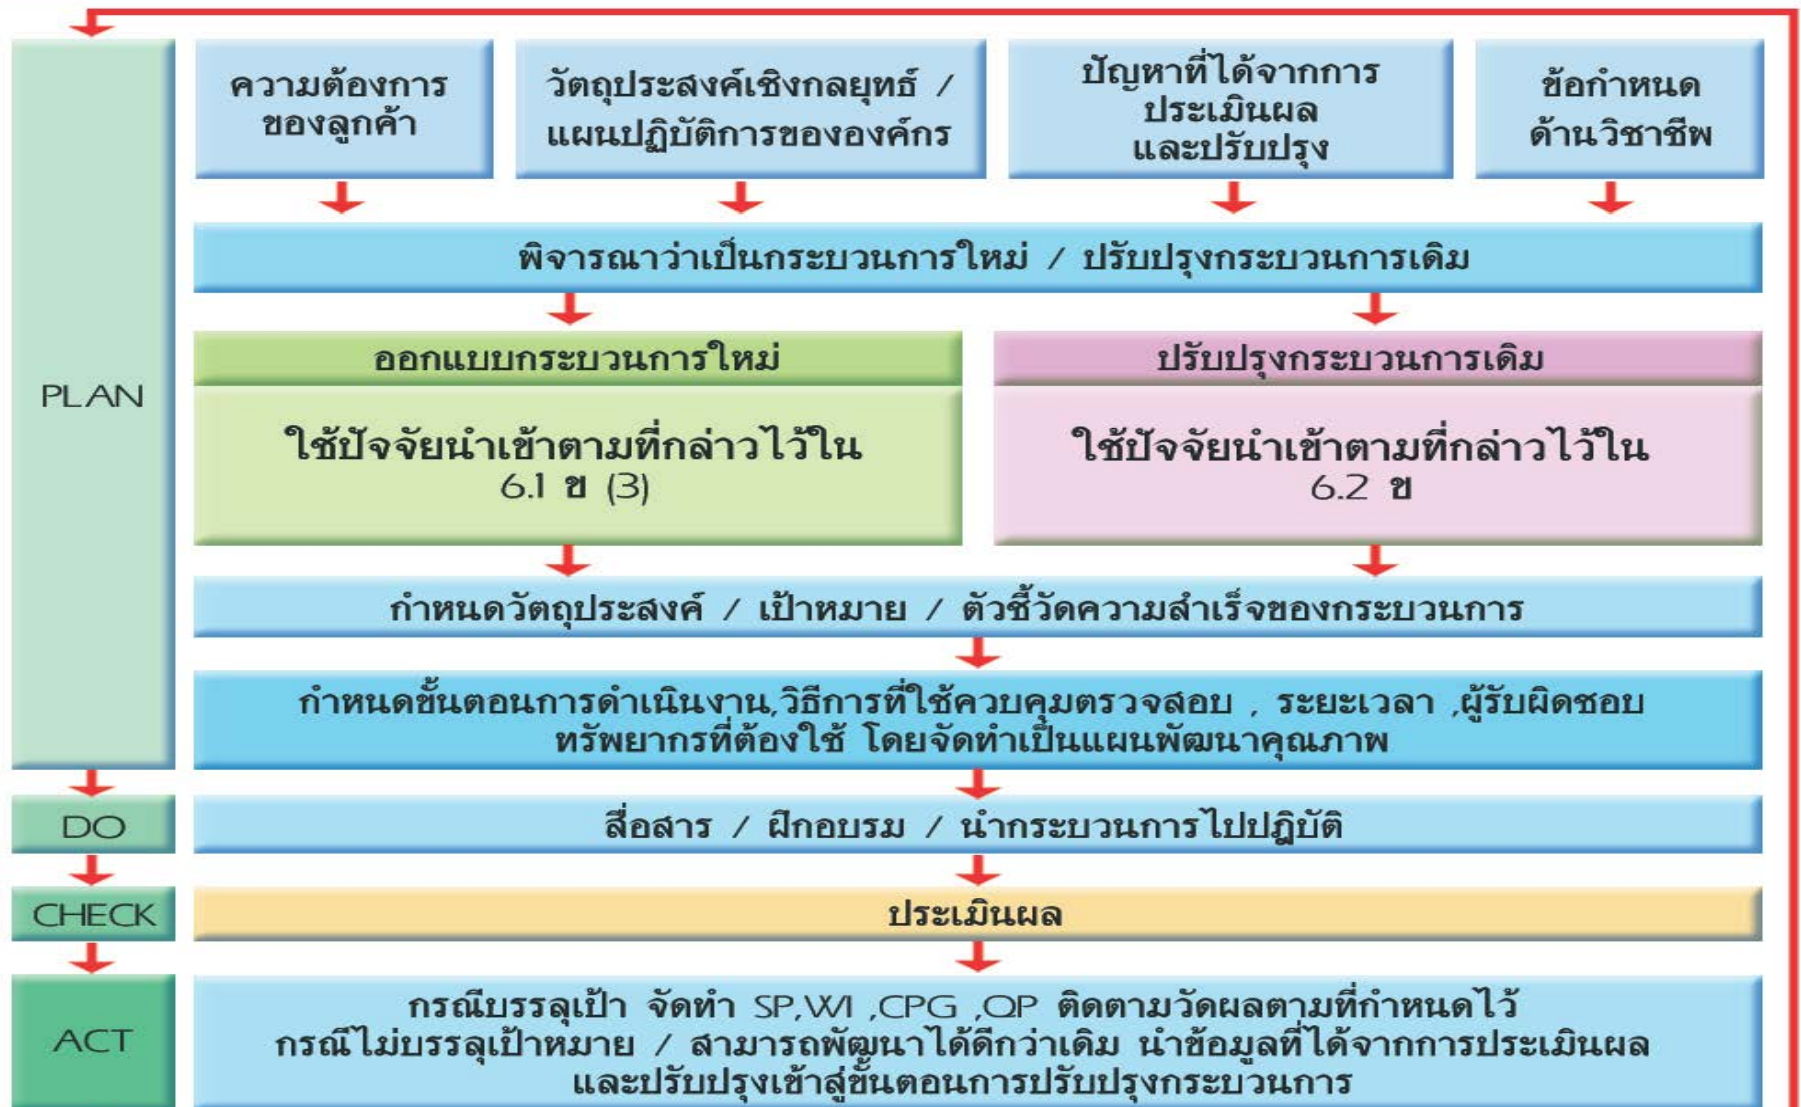 ความต้องการ
ของลูกค้า
วัตถุประสงค์เชิงกลยุทธ์ /
แผนปฏิบัติการขององค์กร
ปัญหาที่ได้จากการ
ประเมินผล
และปรับปรุง
ข้อกำหนด
ด้านวิชาชีพ
พิจารณาว่าเป็นกระบวนการใหม่ / ปรับปรุงกระบวนการเดิม
PLAN
ออกแบบกระบวนการใหม่
ใช้ปัจจัยนำเข้าตามที่กล่าวไว้ใน
6.1 ข (3)
ปรับปรุงกระบวนการเดิม
ใช้ปัจจัยนำเข้าตามที่กล่าวไว้ใน
6.2 ข
กำหนดวัตถุประสงค์ / เป้าหมาย / ตัวชี้วัดความสำเร็จของกระบวนการ
กำหนดขั้นตอนการดำเนินงาน,วิธีการที่ใช้ควบคุมตรวจสอบ , ระยะเวลา ,ผู้รับผิดชอบ
ทรัพยากรที่ต้องใช้ โดยจัดทำเป็นแผนพัฒนาคุณภาพ
DO
สื่อสาร / ฝึกอบรม / นำกระบวนการไปปฎิบัติ
CHECK
ประเมินผล
ACT
กรณีบรรลุเป้า จัดทำ SP,WI ,CPG ,QP ติดตามวัดผลตามที่กำหนดไว้
กรณีไม่บรรลุเป้าหมาย / สามารถพัฒนาได้ดีกว่าเดิม นำข้อมูลที่ได้จากการประเมินผล
และปรับปรุงเข้าสู่ขั้นตอนการปรับปรุงกระบวนการ